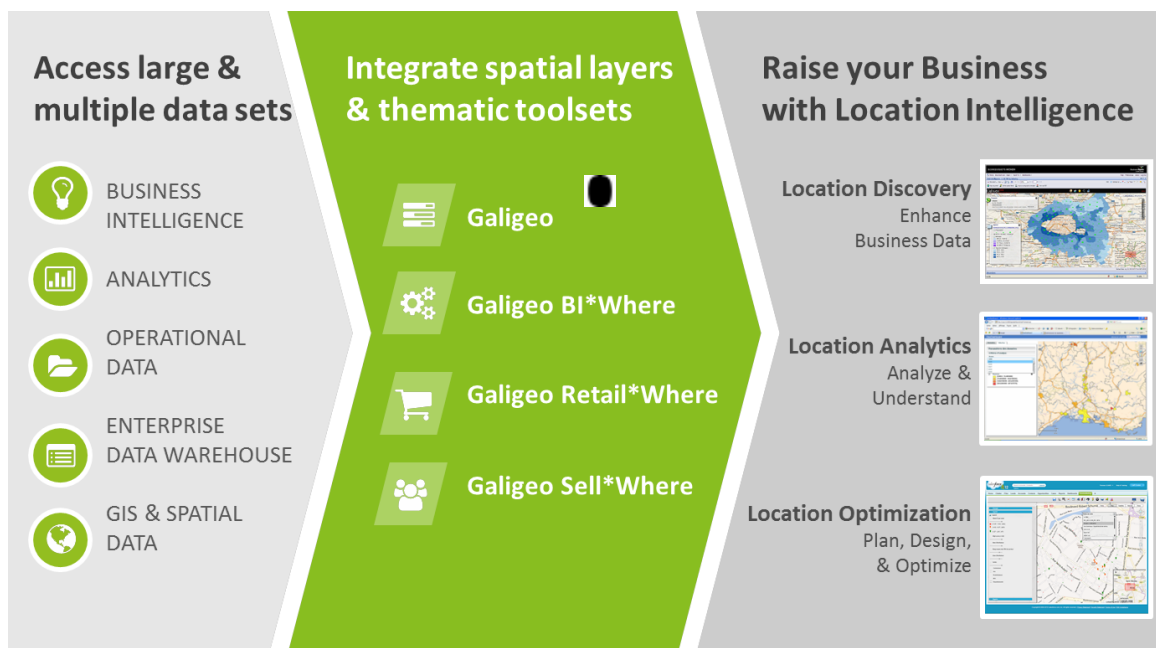 Access large &
multiple data sets
BUSINESS
INTELLIGENCE
ANALYTICS
OPERATIONAL
DATA
ENTERPRISE
DATA WAREHOUSE
GIS & SPATIAL
DATA
Integrate spatial layers
& thematic toolsets
Galigeo
Galigeo BI*Where
Galigeo Retail*Where
Galigeo Sell*Where
Raise your Business
with Location Intelligence
Location Discovery
Enhance
Business Data
Location Analytics
Analyze &
Understand
Location Optimization
Plan, Design,
& Optimize